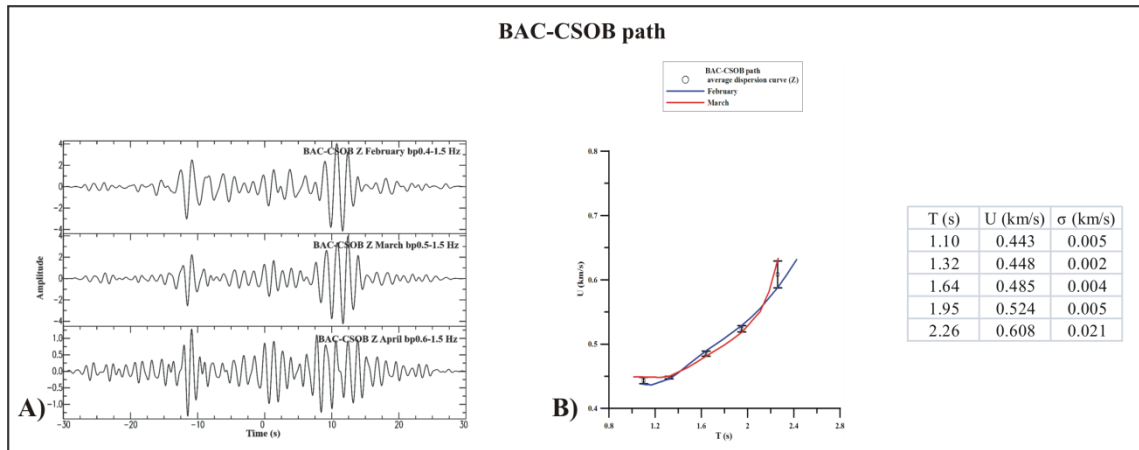 BAC-CSOB path
BAC-CSOB Z February bp0.4-1.5 Hz
BAC-CSOB Z March bp0.5-1.5 Hz
BAC-CSOB Z April bp0.6-1.5 Hz
4
2
0
-2
-4
4
2
0
-2
-4
1.0
0.5
0.0
-0.5
-1.0
Amplitude
-30
-20
-10
0
10
20
30
Time (s)
A)
BAC-CSOB path
average dispersion curve (Z)
February
March
0.8
0.7
0.6
0.5
0.4
U (km/s)
0.8
1.2
1.6
2
2.4
2.8
T (s)
B)
T (s) U (km/s) σ (km/s)
1.10 0.443 0.005
1.32 0.448 0.002
1.64 0.485 0.004
1.95 0.524 0.005
2.26 0.608 0.021